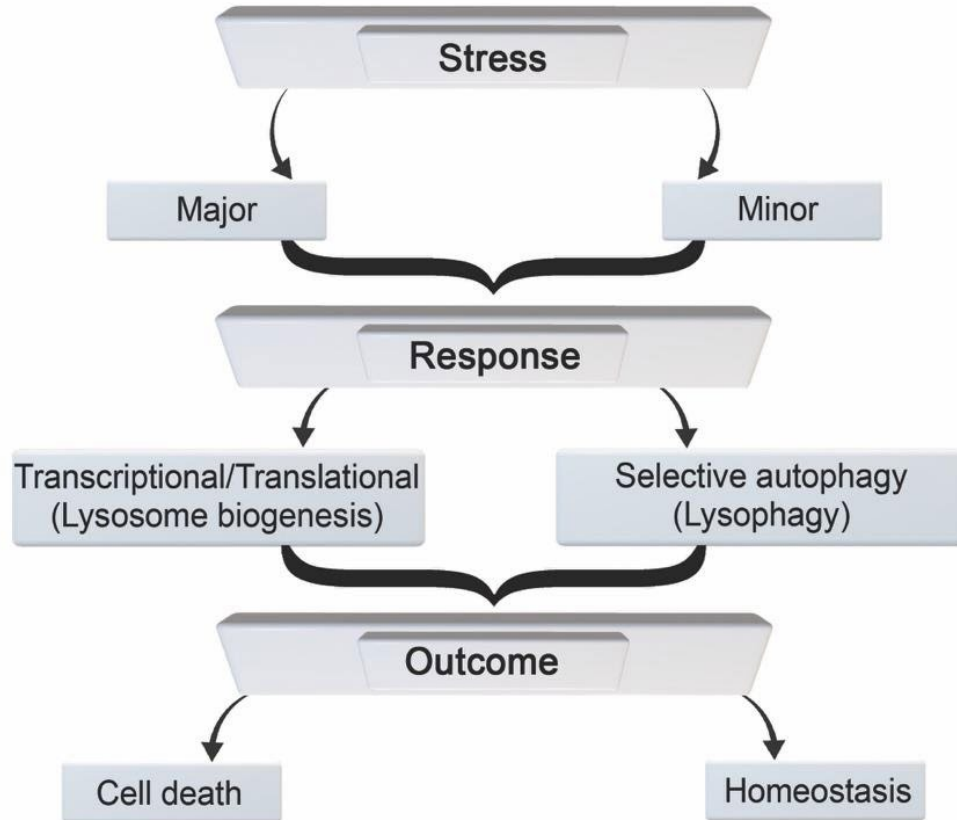 Stress
Major
Minor
Response
Transcriptional/Translational
(Lysosome biogenesis)
Selective autophagy
(Lysophagy)
Outcome
Cell death
Homeostasis